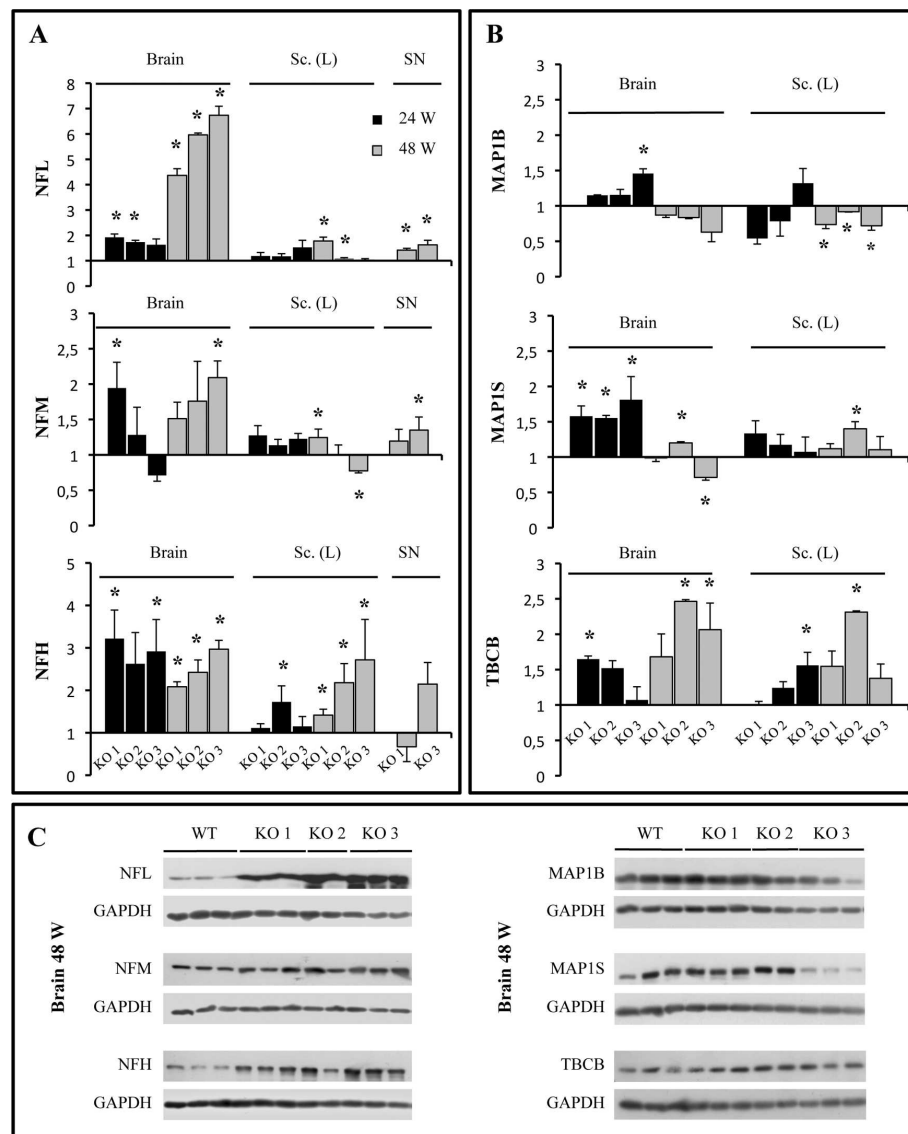 A
Brain Sc. (L) SN
NFL
8
7
6
5
4
3
2
1
24 W
48 W
* * * * * * * * *
Brain Sc. (L) SN
NFM
3
2,5
2
1,5
1
0,5
0
* * * * *
Brain Sc. (L) SN
NFH
5
4
3
2
1
0
* * * * * * * * *
KO 1 KO 2 KO 3 KO 1 KO 2 KO 3 KO 1 KO 2 KO 3 KO 1 KO 2 KO 3 KO 1 KO 3
B
Brain Sc. (L)
MAP1B
3
2,5
2
1,5
1
0,5
0
* * * *
Brain Sc. (L)
MAP1S
3
2,5
2
1,5
1
0,5
0
* * * * * *
Brain Sc. (L)
TBCB
3
2,5
2
1,5
1
0,5
0
* * * * *
KO 1 KO 2 KO 3 KO 1 KO 2 KO 3 KO 1 KO 2 KO 3 KO 1 KO 2 KO 3
C
WT KO 1 KO 2 KO 3
Brain 48 W
NFL
GAPDH
NFM
GAPDH
NFH
GAPDH
WT KO 1 KO 2 KO 3
Brain 48 W
MAP1B
GAPDH
MAP1S
GAPDH
TBCB
GAPDH